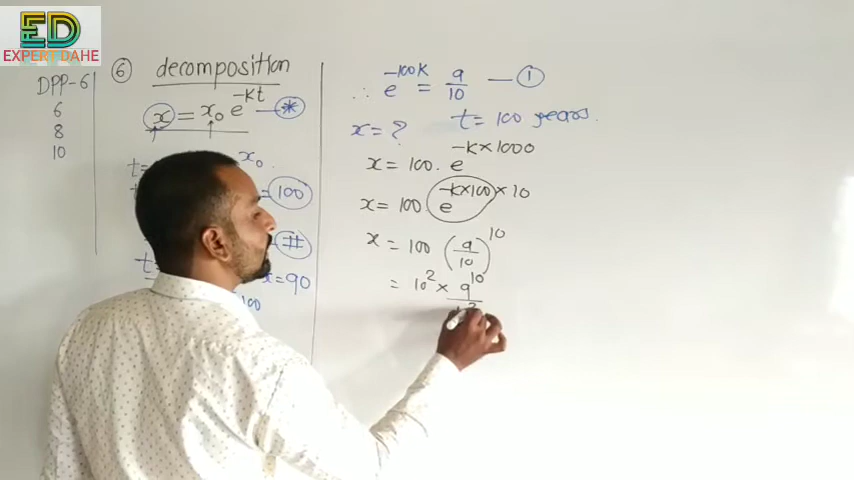 ED
EXPERT DAHE
DPP-6
6
8
10
⑥ decomposition
x = x₀ e^{-kt} — *
t= x₀
= 100
= #
t= x=90
100
∴ e^{-100k} = 9/10 — ①
x = ? t = 100 years.
x = 100. e^{-k×1000}
x = 100. e^{-k×100×10}
x = 100 (9/10)^{10}
= 10² × 9^{10}